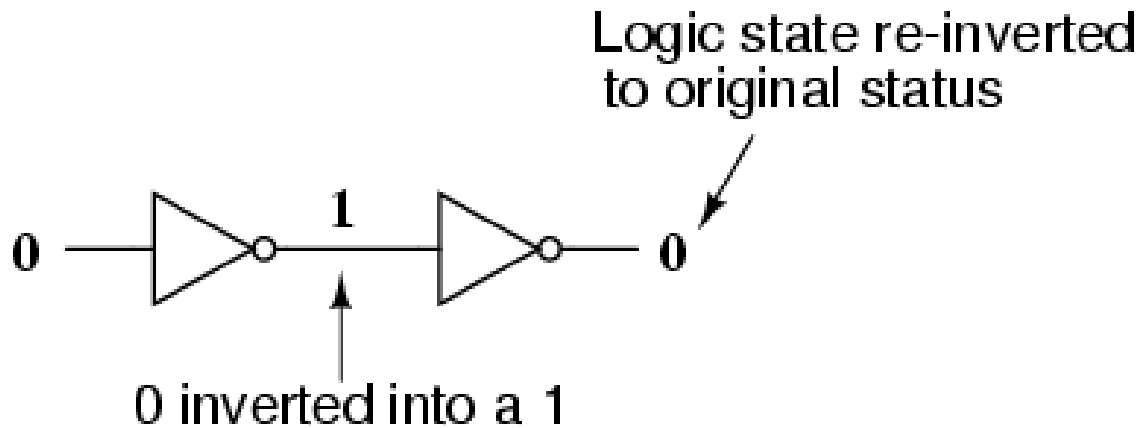 Logic state re-inverted
to original status
0
1
0
0 inverted into a 1